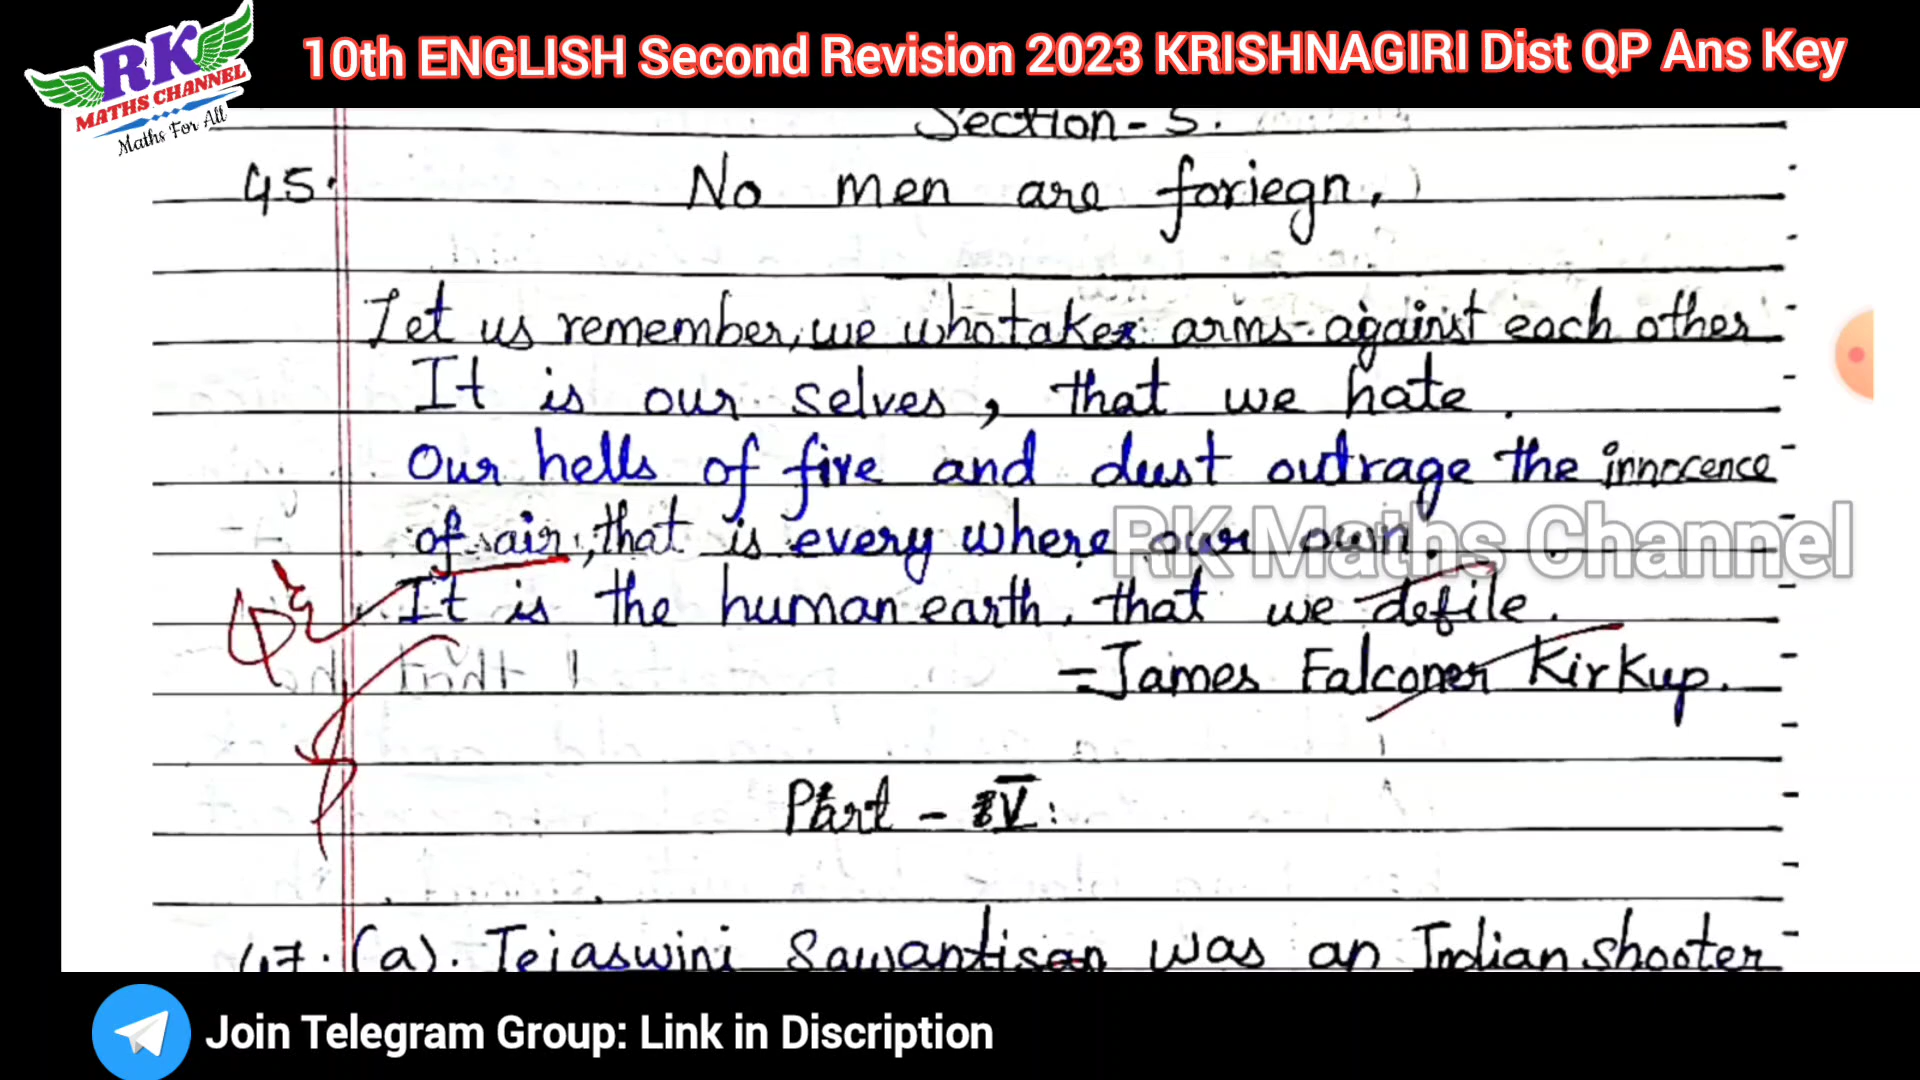 RK
MATHS CHANNEL
Maths For All
10th ENGLISH Second Revision 2023 KRISHNAGIRI Dist QP Ans Key
Section - 5.
45. No men are foriegn.
Let us remember, we who take arms against each other
It is our selves, that we hate.
Our hells of five and dust outrage the innocence
of air, that is every where our own.
RK Maths Channel
It is the human earth, that we defile.
- James Falconer Kirkup.
Part - IV:
47. (a). Tejaswini Sawant was an Indian shooter
Join Telegram Group: Link in Discription